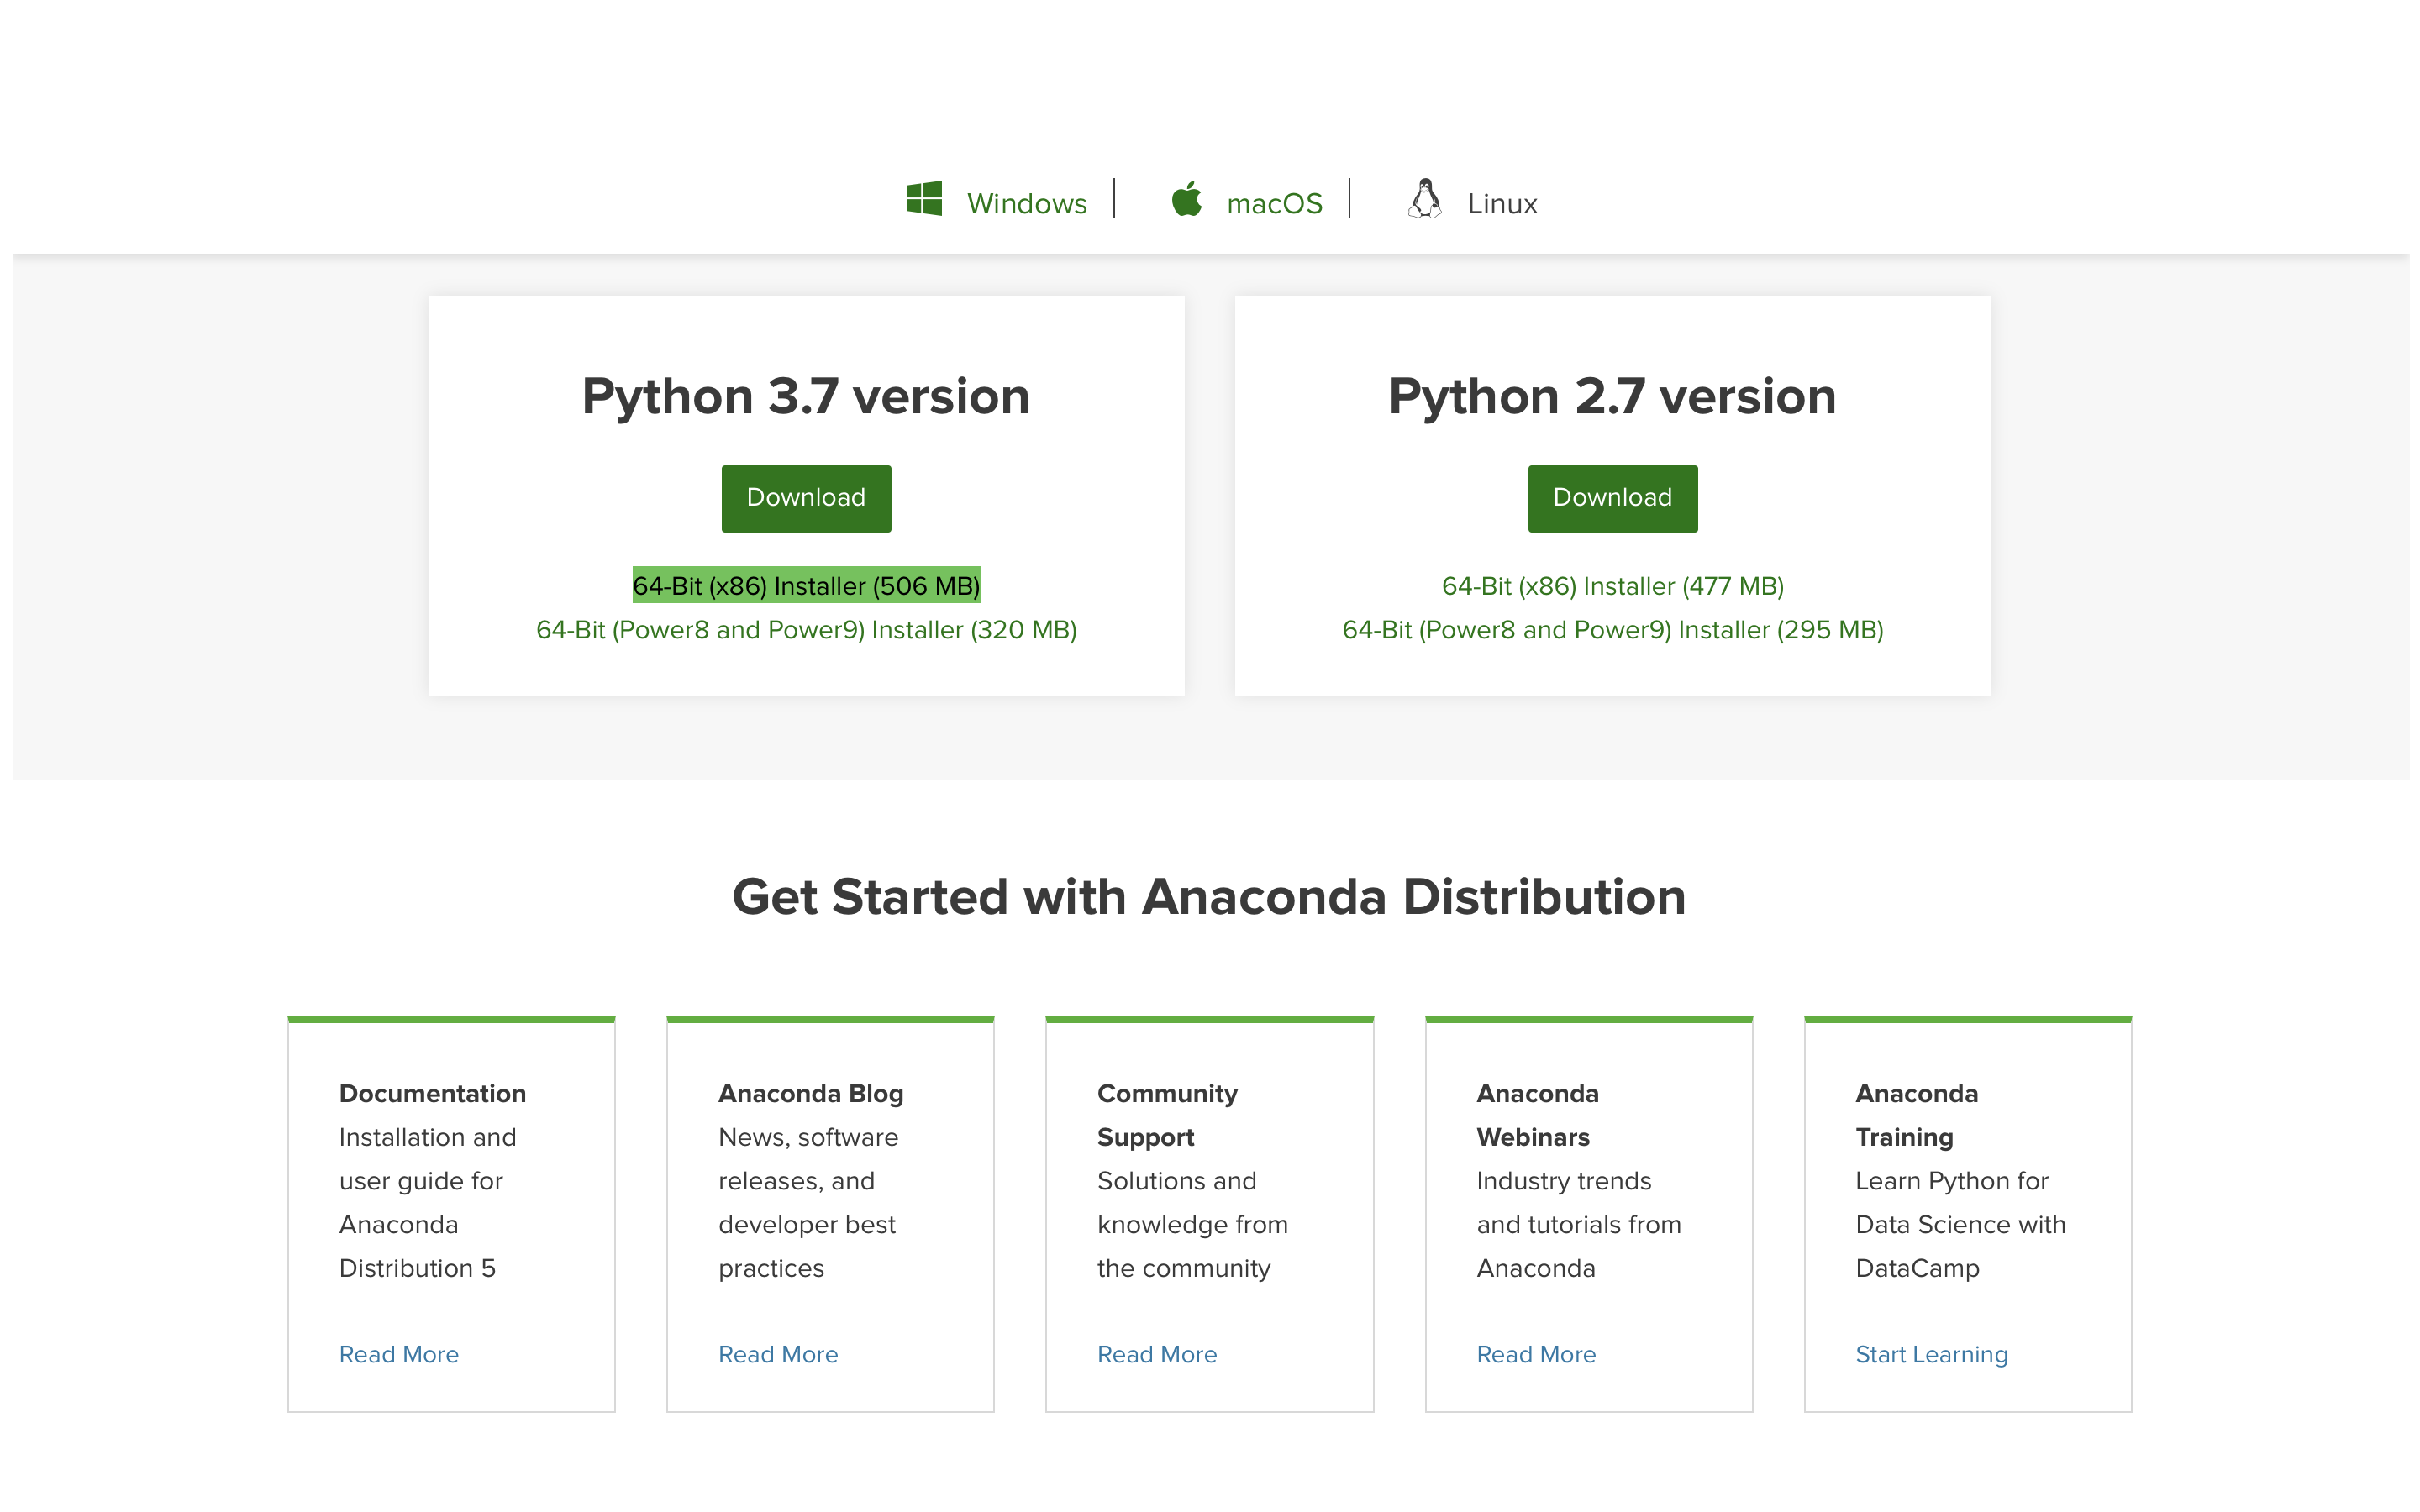 Windows
macOS
Linux
Python 3.7 version
Download
64-Bit (x86) Installer (506 MB)
64-Bit (Power8 and Power9) Installer (320 MB)
Python 2.7 version
Download
64-Bit (x86) Installer (477 MB)
64-Bit (Power8 and Power9) Installer (295 MB)
Get Started with Anaconda Distribution
Documentation
Installation and
user guide for
Anaconda
Distribution 5
Read More
Anaconda Blog
News, software
releases, and
developer best
practices
Read More
Community
Support
Solutions and
knowledge from
the community
Read More
Anaconda
Webinars
Industry trends
and tutorials from
Anaconda
Read More
Anaconda
Training
Learn Python for
Data Science with
DataCamp
Start Learning